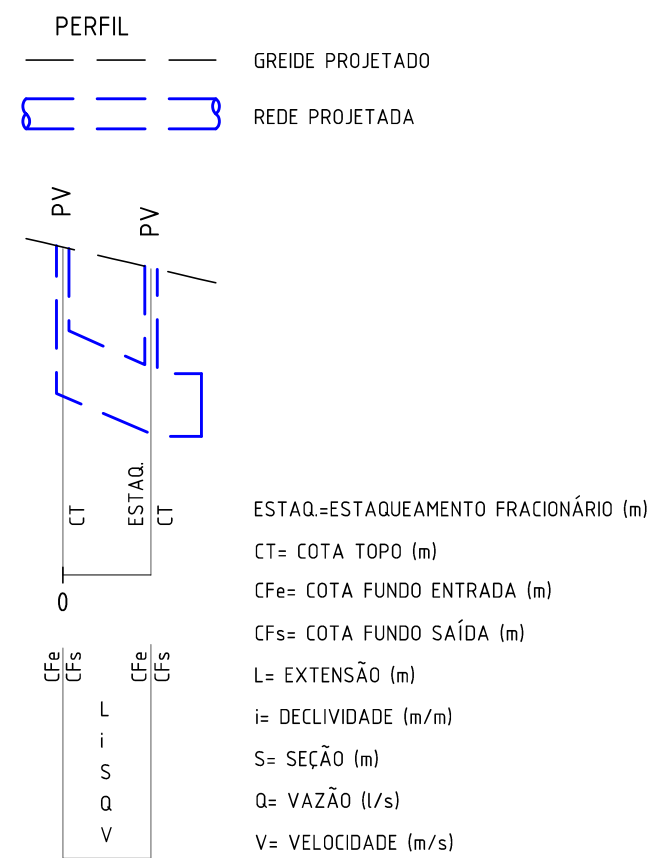 PERFIL
GREIDE PROJETADO
REDE PROJETADA
PV
PV
CT
ESTAQ.
CT
ESTAQ.=ESTAQUEAMENTO FRACIONÁRIO (m)
CT= COTA TOPO (m)
CFe= COTA FUNDO ENTRADA (m)
0
CFs= COTA FUNDO SAÍDA (m)
CFe
CFs
CFe
CFs
L= EXTENSÃO (m)
L
i= DECLIVIDADE (m/m)
i
S= SEÇÃO (m)
S
Q= VAZÃO (l/s)
Q
V= VELOCIDADE (m/s)
V